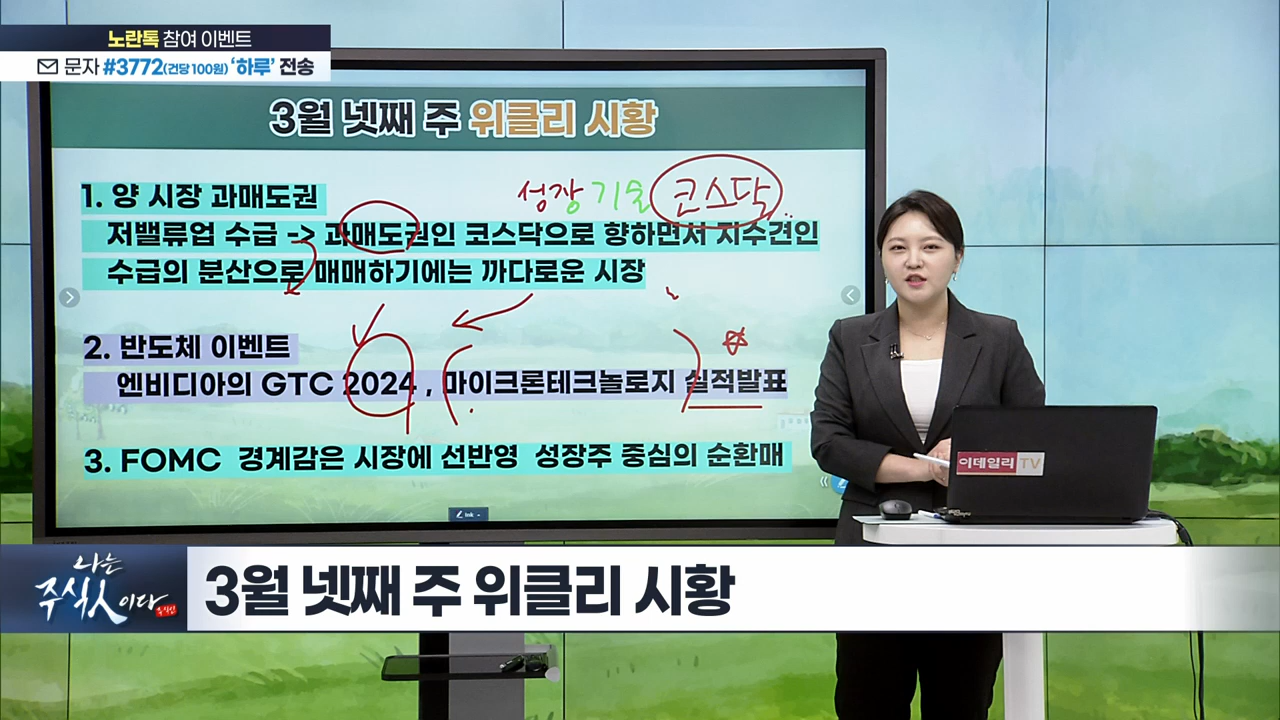 노란톡 참여 이벤트
문자 #3772(건당 100원) ‘하루’ 전송
3월 넷째 주 위클리 시황
1. 양 시장 과매도권
성장 기술 코스닥
저밸류업 수급 -> 과매도권인 코스닥으로 향하면서 지수견인
수급의 분산으로 매매하기에는 까다로운 시장
2. 반도체 이벤트
엔비디아의 GTC 2024 , 마이크론테크놀로지 실적발표
3. FOMC 경계감은 시장에 선반영 성장주 중심의 순환매
Ink
이데일리 TV
나는
주식人이다
3월 넷째 주 위클리 시황